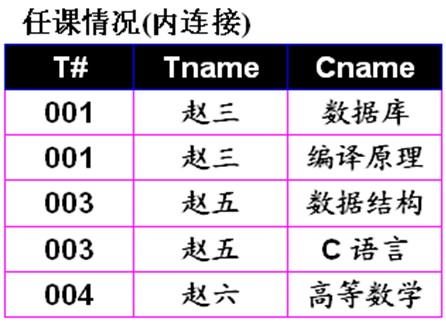 任课情况(内连接)
T# Tname Cname
001 赵三 数据库
001 赵三 编译原理
003 赵五 数据结构
003 赵五 C 语言
004 赵六 高等数学